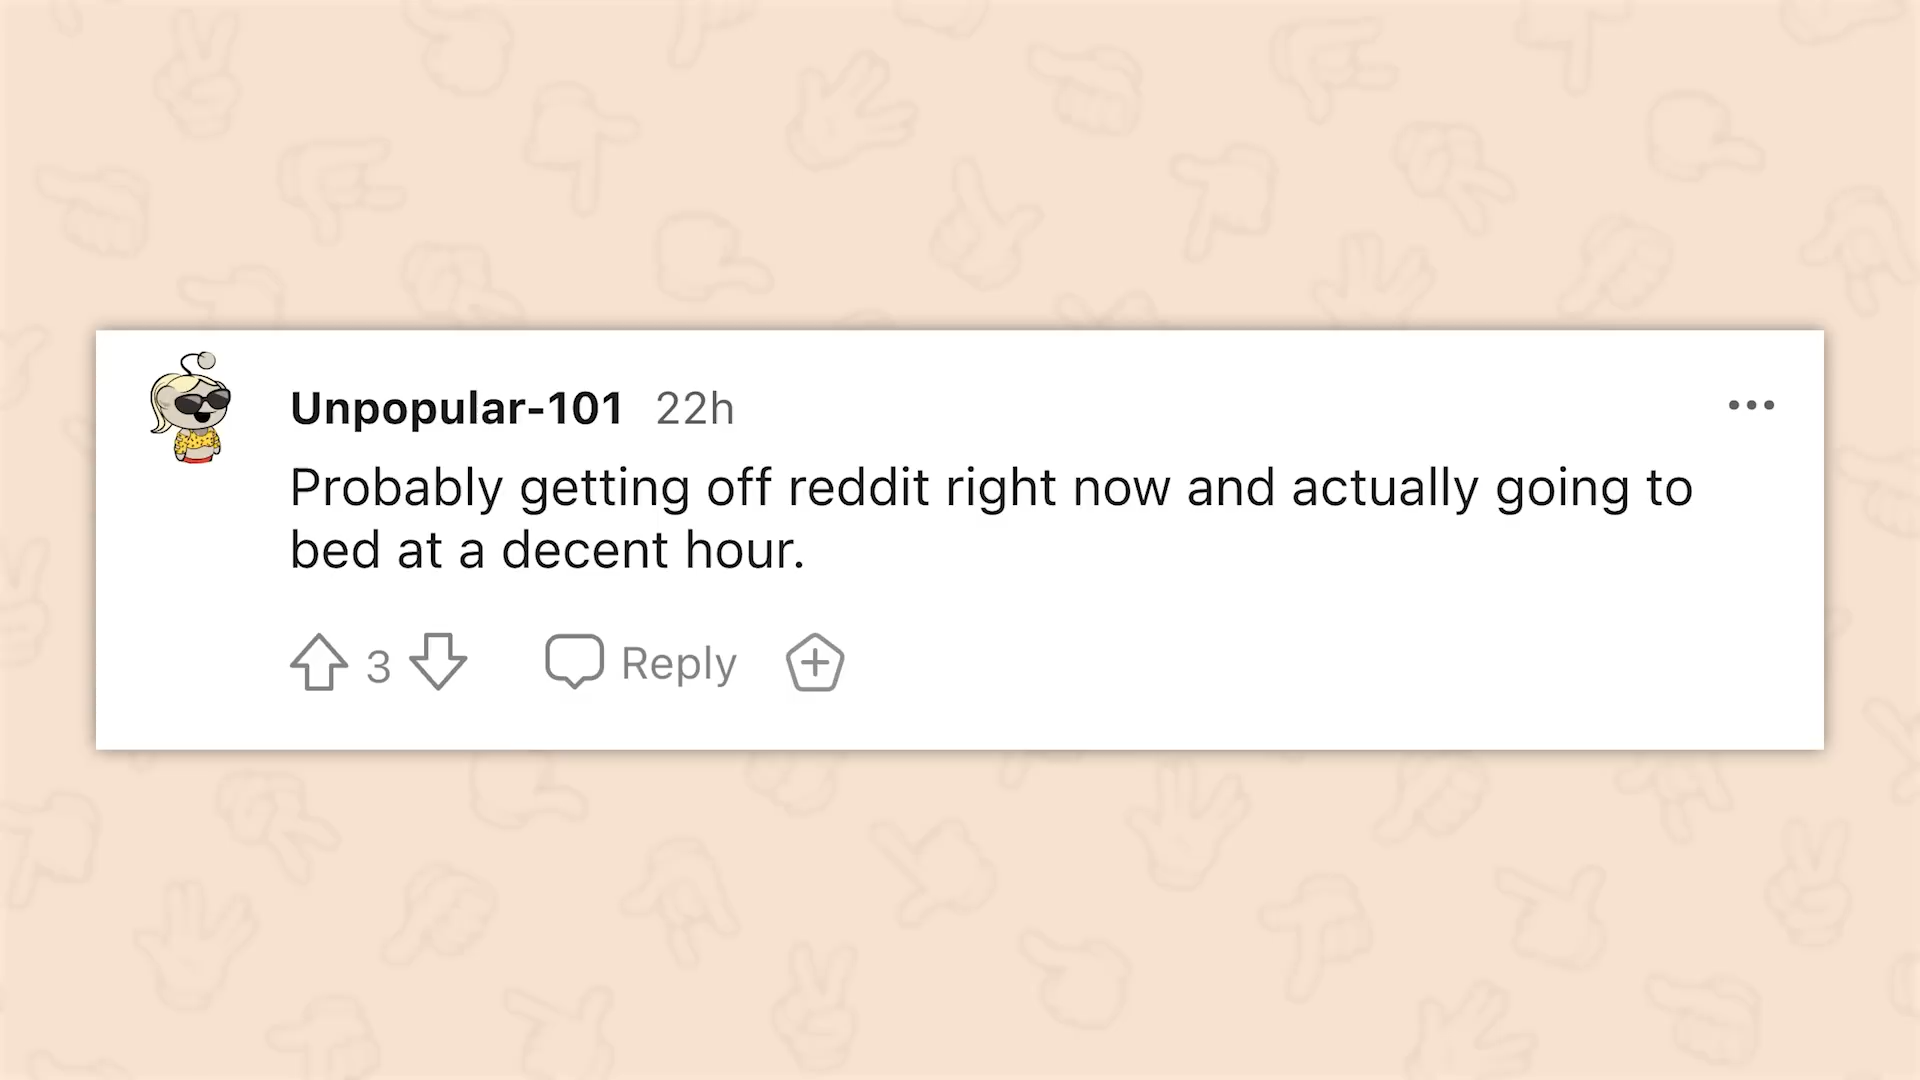 Unpopular-101 22h
Probably getting off reddit right now and actually going to
bed at a decent hour.
3 Reply